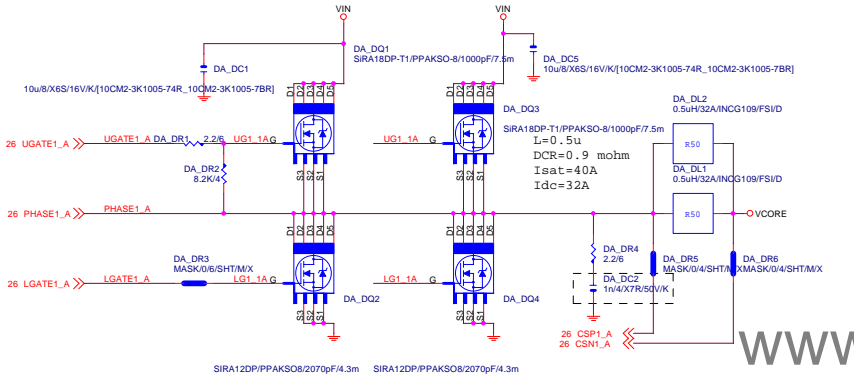 VIN
VIN
DA_DQ1
SiRA18DP-T1/PPAKSO-8/1000pF/7.5m
DA_DC1
10u/8/X6S/16V/K/[10CM2-3K1005-74R_10CM2-3K1005-7BR]
DA_DC5
10u/8/X6S/16V/K/[10CM2-3K1005-74R_10CM2-3K1005-7BR]
D1 D2 D3 D4 D5
D1 D2 D3 D4 D5
DA_DQ3
SiRA18DP-T1/PPAKSO-8/1000pF/7.5m
DA_DL2
0.5uH/32A/INCG109/FSI/D
26 UGATE1_A
UGATE1_A
DA_DR1
2.2/6
UG1_1A
G
UG1_1A
G
L=0.5u
DCR=0.9 mohm
Isat=40A
Idc=32A
R50
DA_DR2
8.2K/4
S3 S2 S1
S3 S2 S1
DA_DL1
0.5uH/32A/INCG109/FSI/D
26 PHASE1_A
PHASE1_A
R50
VCORE
D1 D2 D3 D4 D5
D1 D2 D3 D4 D5
DA_DR3
MASK/0/6/SHT/M/X
DA_DR4
2.2/6
DA_DR5
MASK/0/4/SHT/M/X
DA_DR6
MASK/0/4/SHT/M/X
26 LGATE1_A
LGATE1_A
LG1_1A
G
LG1_1A
G
DA_DC2
1n/4/X7R/50V/K
DA_DQ2
DA_DQ4
S3 S2 S1
S3 S2 S1
26 CSP1_A
26 CSN1_A
SIRA12DP/PPAKSO8/2070pF/4.3m
SIRA12DP/PPAKSO8/2070pF/4.3m
www